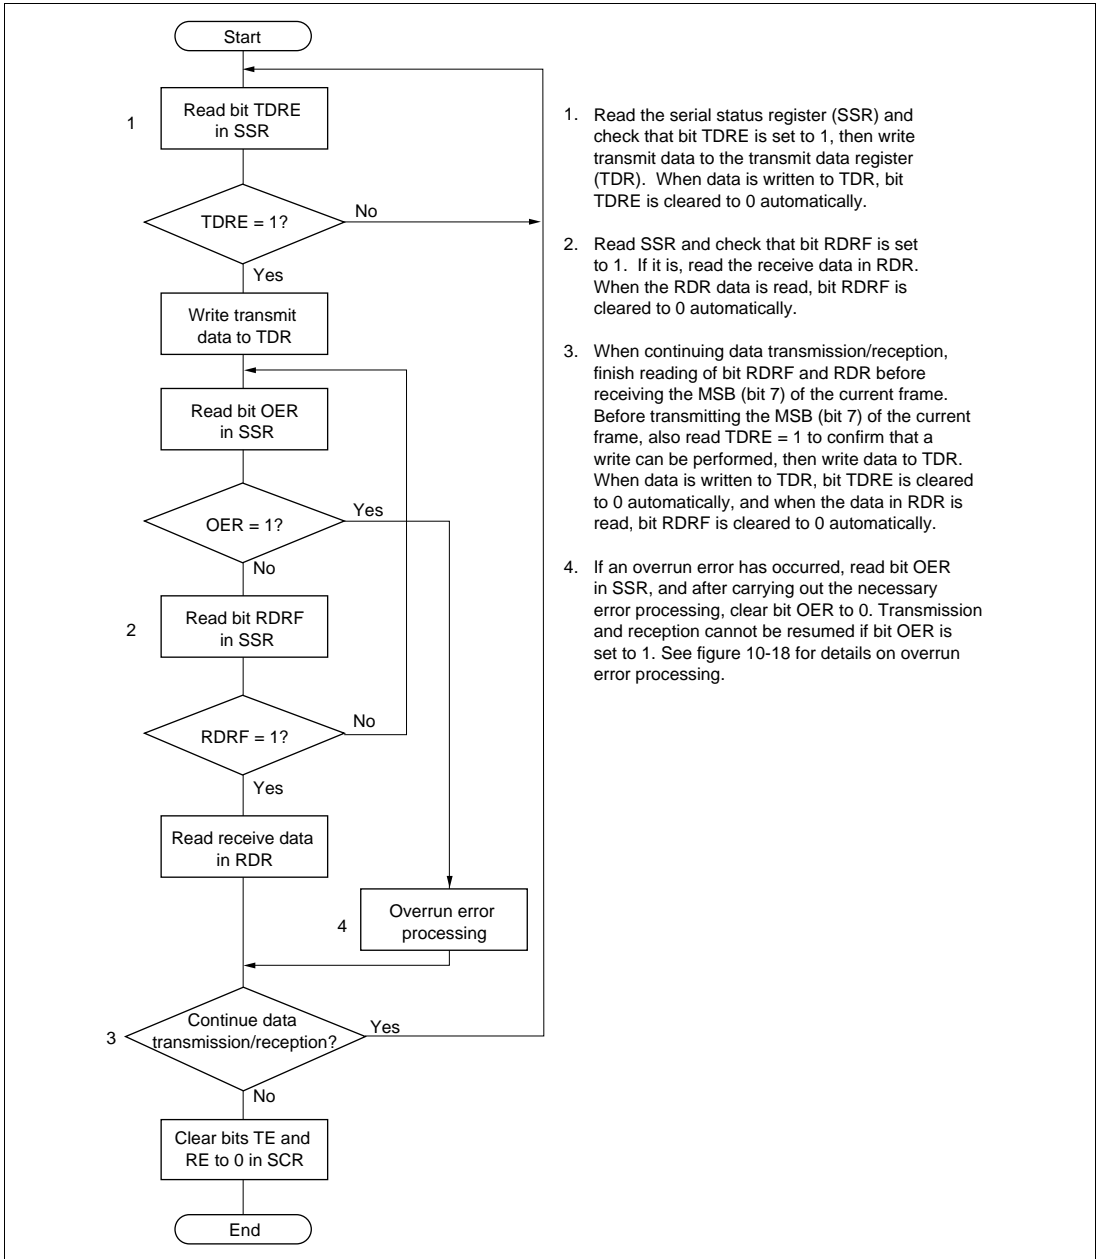 Start
1
Read bit TDRE
in SSR
TDRE = 1?
No
Yes
Write transmit
data to TDR
Read bit OER
in SSR
OER = 1?
Yes
No
2
Read bit RDRF
in SSR
RDRF = 1?
No
Yes
Read receive data
in RDR
4
Overrun error
processing
3
Continue data
transmission/reception?
Yes
No
Clear bits TE and
RE to 0 in SCR
End
1. Read the serial status register (SSR) and
check that bit TDRE is set to 1, then write
transmit data to the transmit data register
(TDR). When data is written to TDR, bit
TDRE is cleared to 0 automatically.
2. Read SSR and check that bit RDRF is set
to 1. If it is, read the receive data in RDR.
When the RDR data is read, bit RDRF is
cleared to 0 automatically.
3. When continuing data transmission/reception,
finish reading of bit RDRF and RDR before
receiving the MSB (bit 7) of the current frame.
Before transmitting the MSB (bit 7) of the current
frame, also read TDRE = 1 to confirm that a
write can be performed, then write data to TDR.
When data is written to TDR, bit TDRE is cleared
to 0 automatically, and when the data in RDR is
read, bit RDRF is cleared to 0 automatically.
4. If an overrun error has occurred, read bit OER
in SSR, and after carrying out the necessary
error processing, clear bit OER to 0. Transmission
and reception cannot be resumed if bit OER is
set to 1. See figure 10-18 for details on overrun
error processing.